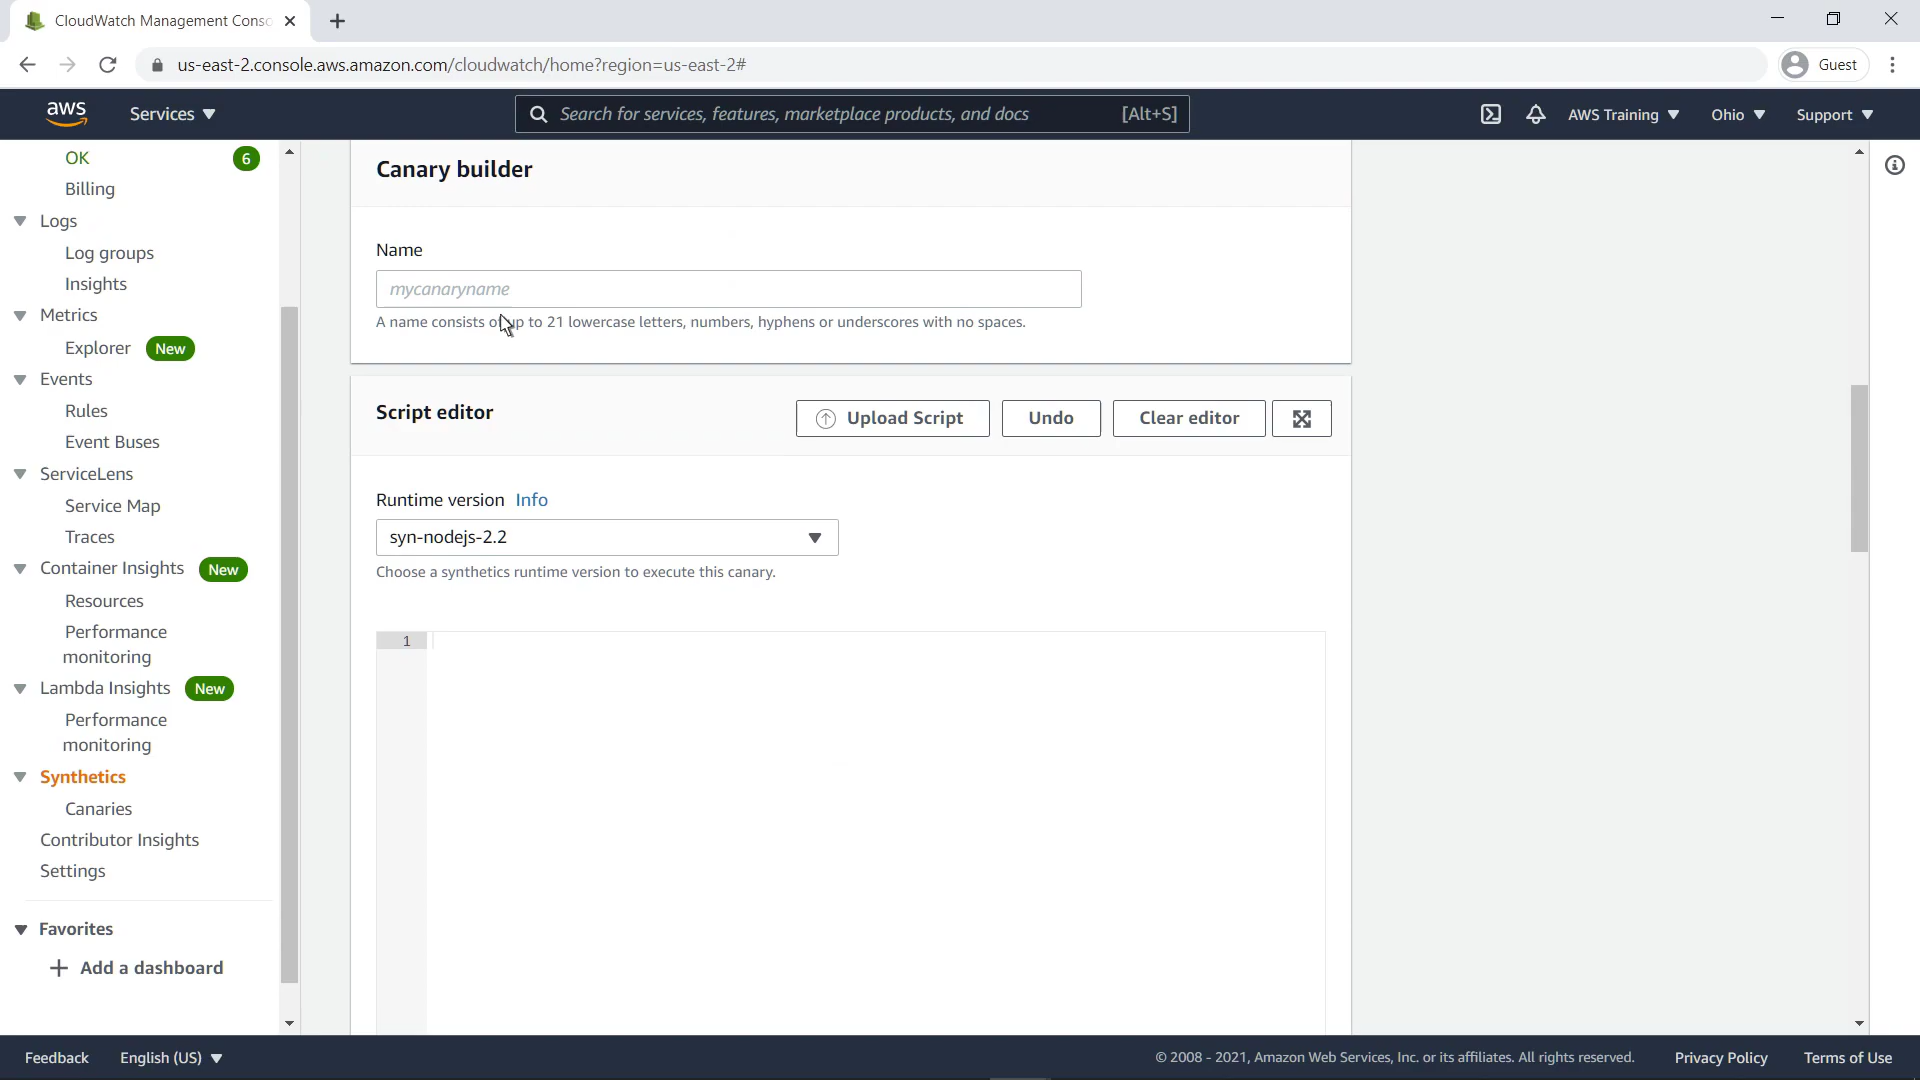 CloudWatch Management Conso
us-east-2.console.aws.amazon.com/cloudwatch/home?region=us-east-2#
Guest
aws
Services
Search for services, features, marketplace products, and docs
[Alt+S]
AWS Training
Ohio
Support
OK
6
Billing
Logs
Log groups
Insights
Metrics
Explorer
New
Events
Rules
Event Buses
ServiceLens
Service Map
Traces
Container Insights
New
Resources
Performance
monitoring
Lambda Insights
New
Performance
monitoring
Synthetics
Canaries
Contributor Insights
Settings
Favorites
Add a dashboard
Canary builder
Name
mycanaryname
A name consists of up to 21 lowercase letters, numbers, hyphens or underscores with no spaces.
Script editor
Upload Script
Undo
Clear editor
Runtime version Info
syn-nodejs-2.2
Choose a synthetics runtime version to execute this canary.
1
Feedback
English (US)
© 2008 - 2021, Amazon Web Services, Inc. or its affiliates. All rights reserved.
Privacy Policy
Terms of Use